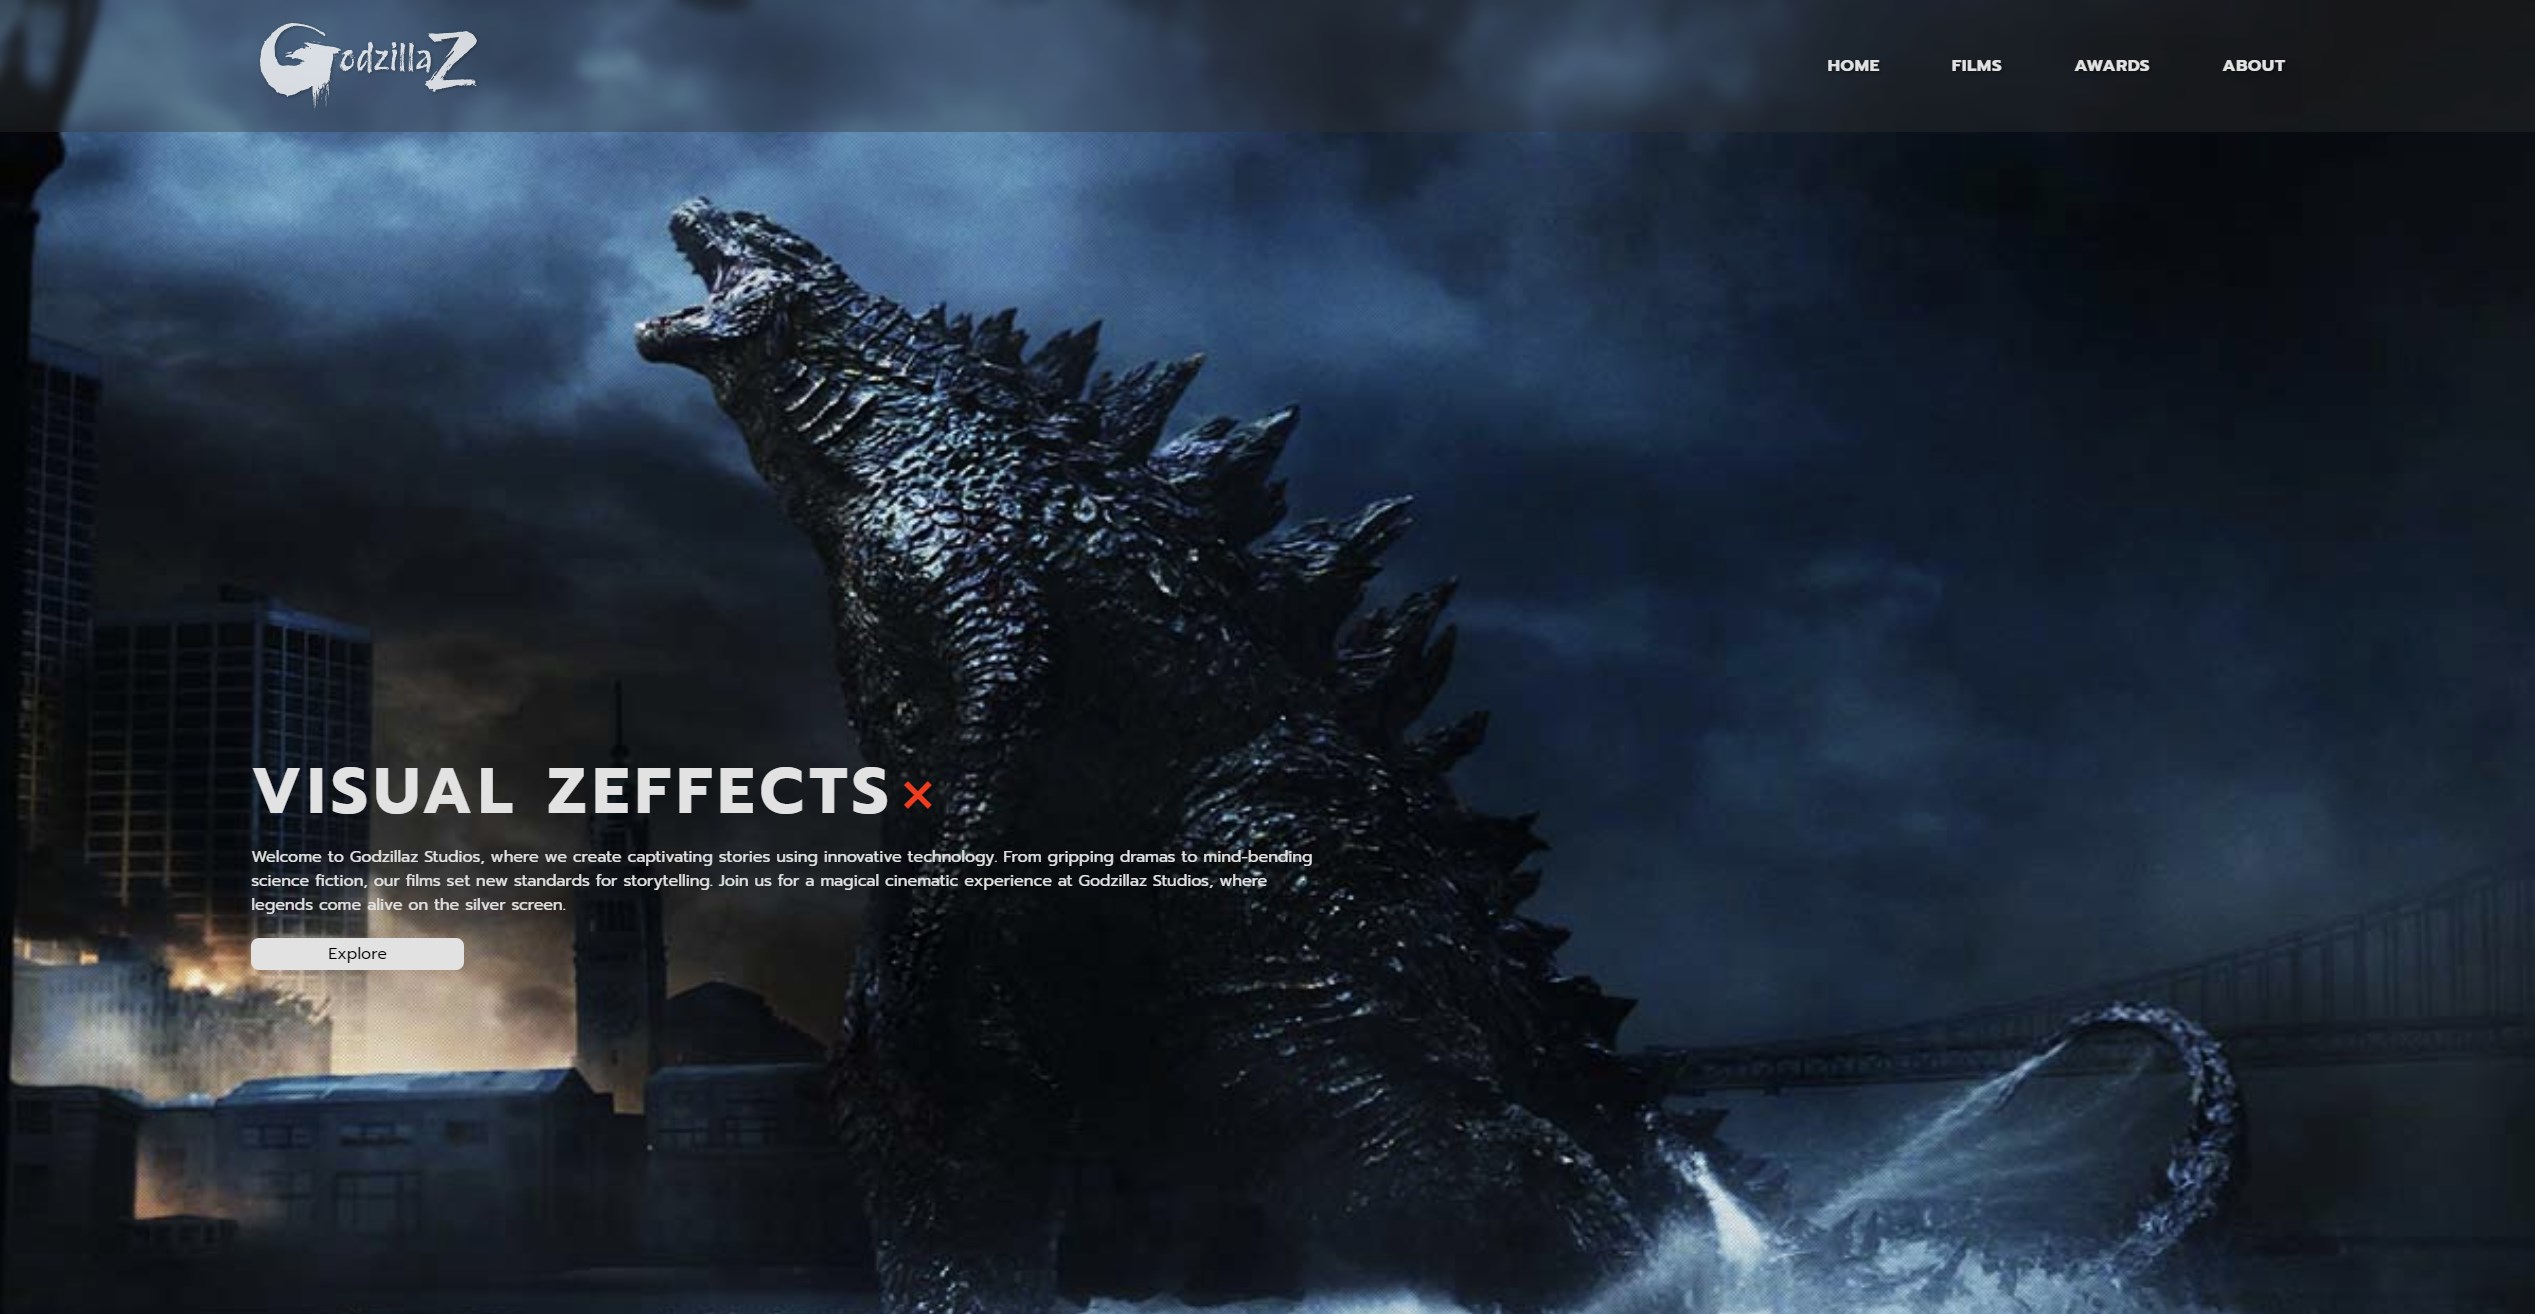 GodzillaZ
HOME FILMS AWARDS ABOUT
VISUAL ZEFFECTS×
Welcome to Godzillaz Studios, where we create captivating stories using innovative technology. From gripping dramas to mind-bending
science fiction, our films set new standards for storytelling. Join us for a magical cinematic experience at Godzillaz Studios, where
legends come alive on the silver screen.
Explore